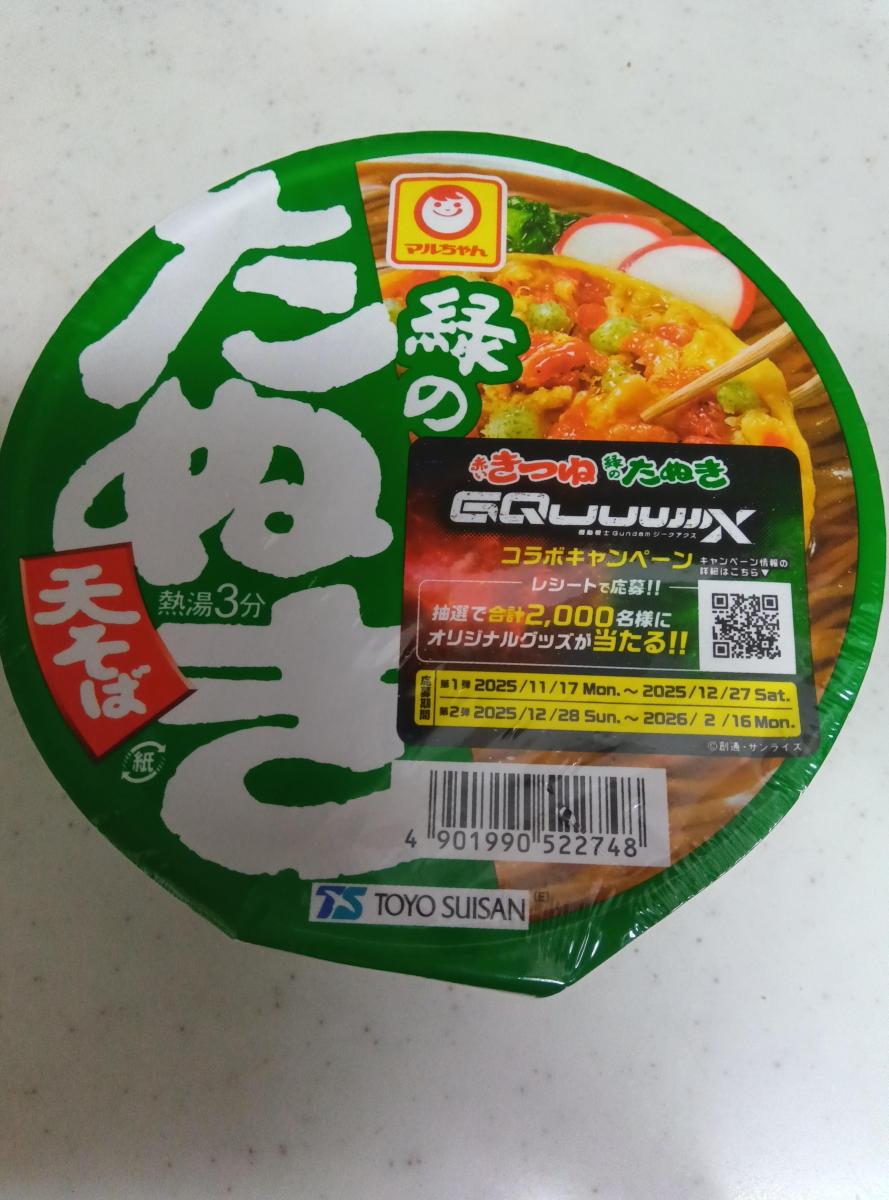 マルちゃん
緑の
たぬき
天そば
熱湯3分
紙
赤いきつね緑のたぬき
GQuuuuuuX
機動戦士Gundam ジークアクス
コラボキャンペーン
キャンペーン情報の
詳細はこちら▼
レシートで応募!!
抽選で合計2,000名様に
オリジナルグッズが当たる!!
応募期間
第1弾 2025/11/17 Mon.～2025/12/27 Sat.
第2弾 2025/12/28 Sun.～2026/ 2 /16 Mon.
©創通・サンライズ
4 901990 522748
TS TOYO SUISAN
(E)